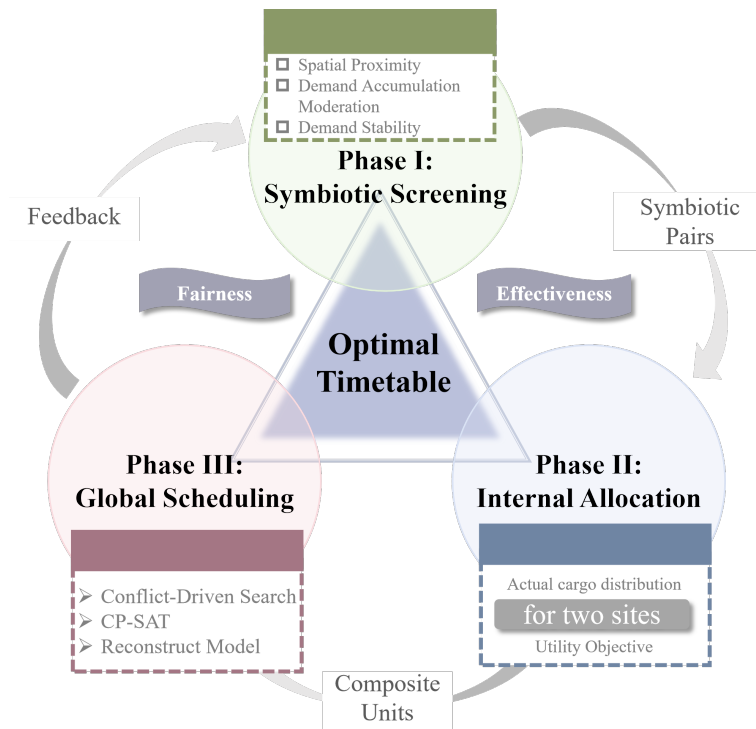 Spatial Proximity
Demand Accumulation
Moderation
Demand Stability
Phase I:
Symbiotic Screening
Feedback
Symbiotic
Pairs
Fairness
Effectiveness
Optimal
Timetable
Phase III:
Global Scheduling
Conflict-Driven Search
CP-SAT
Reconstruct Model
Phase II:
Internal Allocation
Actual cargo distribution
for two sites
Utility Objective
Composite
Units